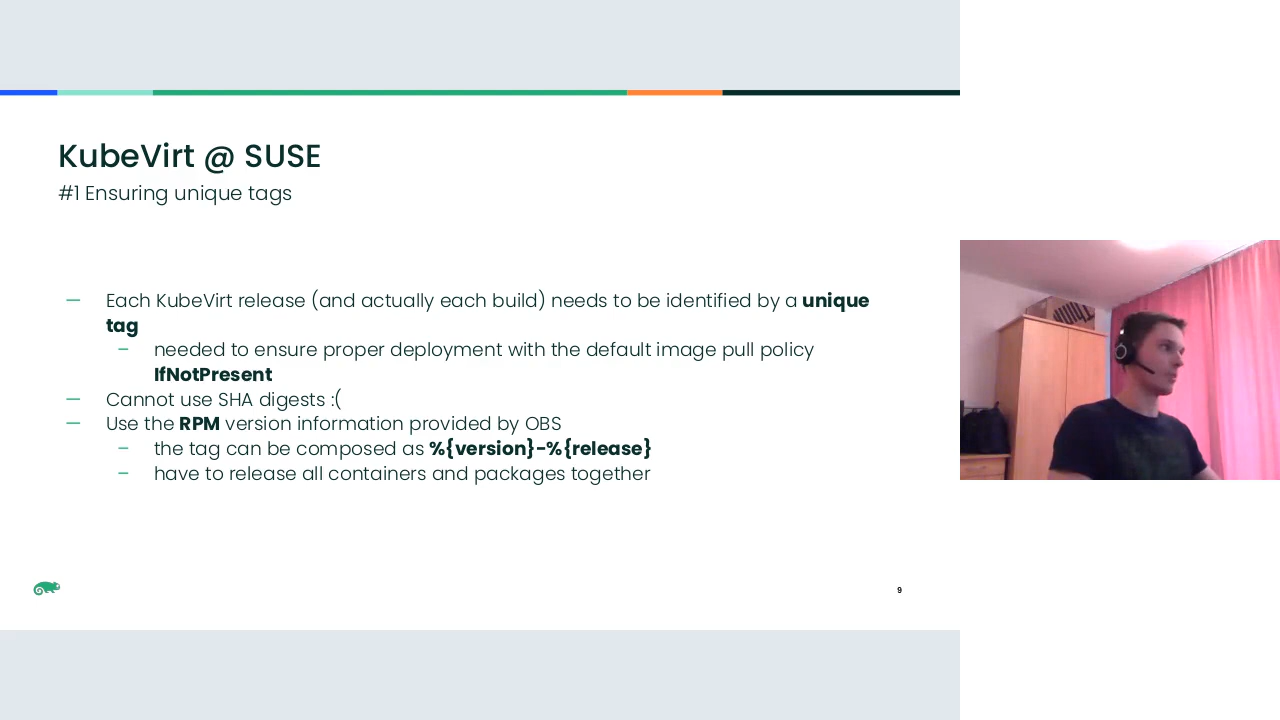 KubeVirt @ SUSE
#1 Ensuring unique tags
— Each KubeVirt release (and actually each build) needs to be identified by a unique
tag
– needed to ensure proper deployment with the default image pull policy
IfNotPresent
— Cannot use SHA digests :(
— Use the RPM version information provided by OBS
– the tag can be composed as %{version}-%{release}
– have to release all containers and packages together
9